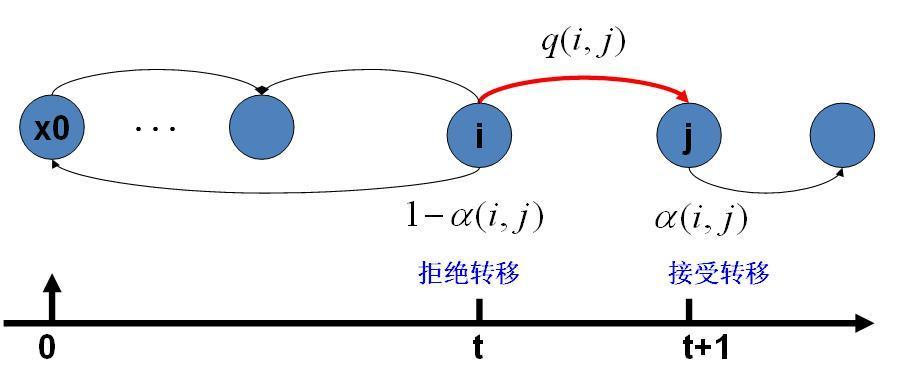 q(i, j)
x0 ... i j
1−α(i, j) α(i, j)
拒绝转移 接受转移
0 t t+1